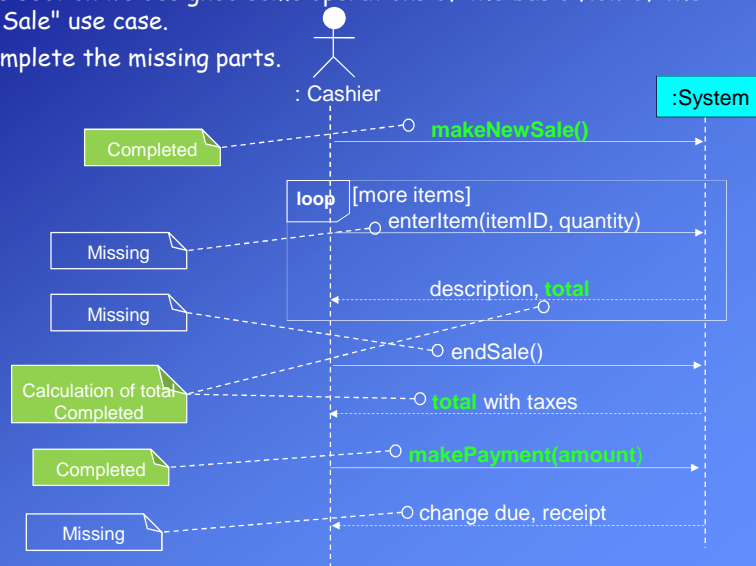 Sale" use case.
mplete the missing parts.
: Cashier
:System
makeNewSale()
Completed
loop [more items]
enterItem(itemID, quantity)
Missing
description, total
Missing
endSale()
Calculation of total
Completed
total with taxes
makePayment(amount)
Completed
change due, receipt
Missing